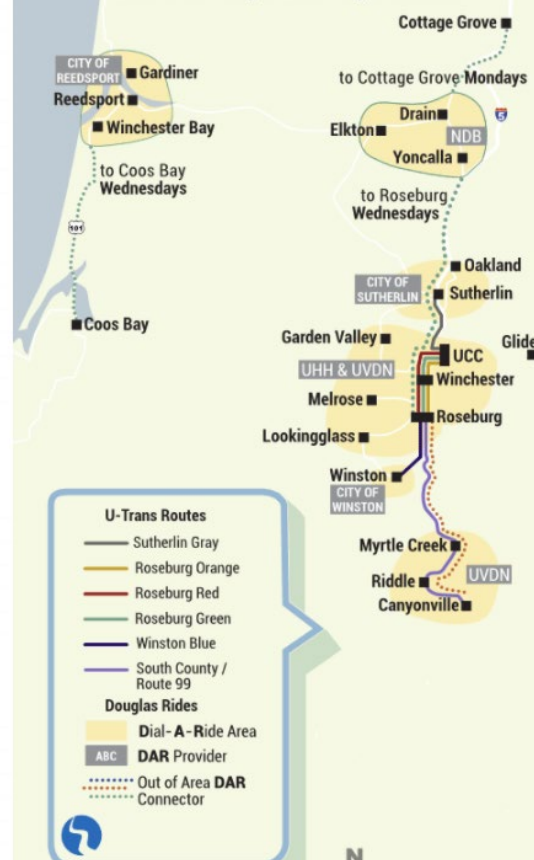 Cottage Grove
CITY OF
REEDSPORT
Gardiner
Reedsport
Winchester Bay
to Cottage Grove Mondays
Drain
Elkton
NDB
Yoncalla
5
to Coos Bay
Wednesdays
to Roseburg
Wednesdays
101
Oakland
CITY OF
SUTHERLIN
Sutherlin
Coos Bay
Garden Valley
Glide
UCC
UHH & UVDN
Winchester
Melrose
Roseburg
Lookingglass
Winston
CITY OF
WINSTON
Myrtle Creek
Riddle
UVDN
Canyonville
U-Trans Routes
Sutherlin Gray
Roseburg Orange
Roseburg Red
Roseburg Green
Winston Blue
South County /
Route 99
Douglas Rides
Dial-A-Ride Area
ABC DAR Provider
Out of Area DAR
Connector
N